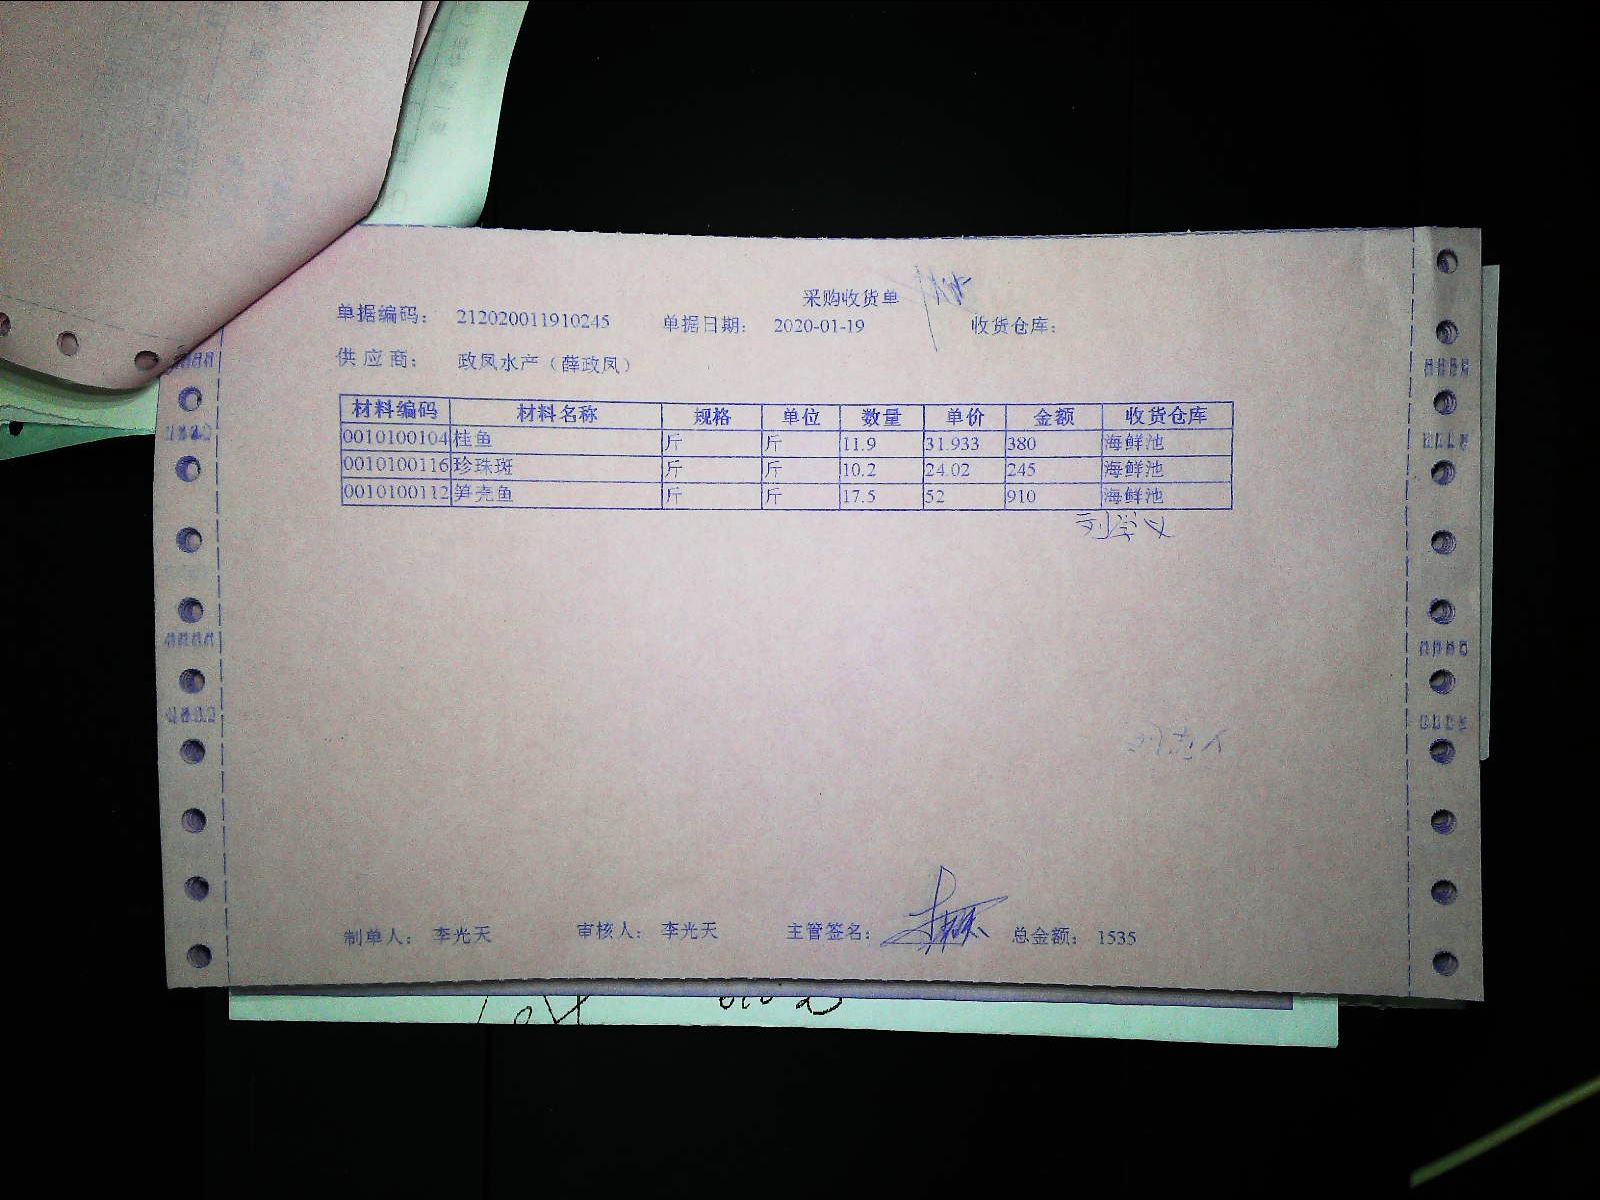 采购收货单
单据编码： 212020011910245 单据日期： 2020-01-19 收货仓库：
供 应 商： 政凤水产（薛政凤）
材料编码 材料名称 规格 单位 数量 单价 金额 收货仓库
0010100104 桂鱼 斤 斤 11.9 31.933 380 海鲜池
0010100116 珍珠斑 斤 斤 10.2 24.02 245 海鲜池
0010100112 笋壳鱼 斤 斤 17.5 52 910 海鲜池
刘学义
制单人： 李光天 审核人： 李光天 主管签名： 总金额： 1535